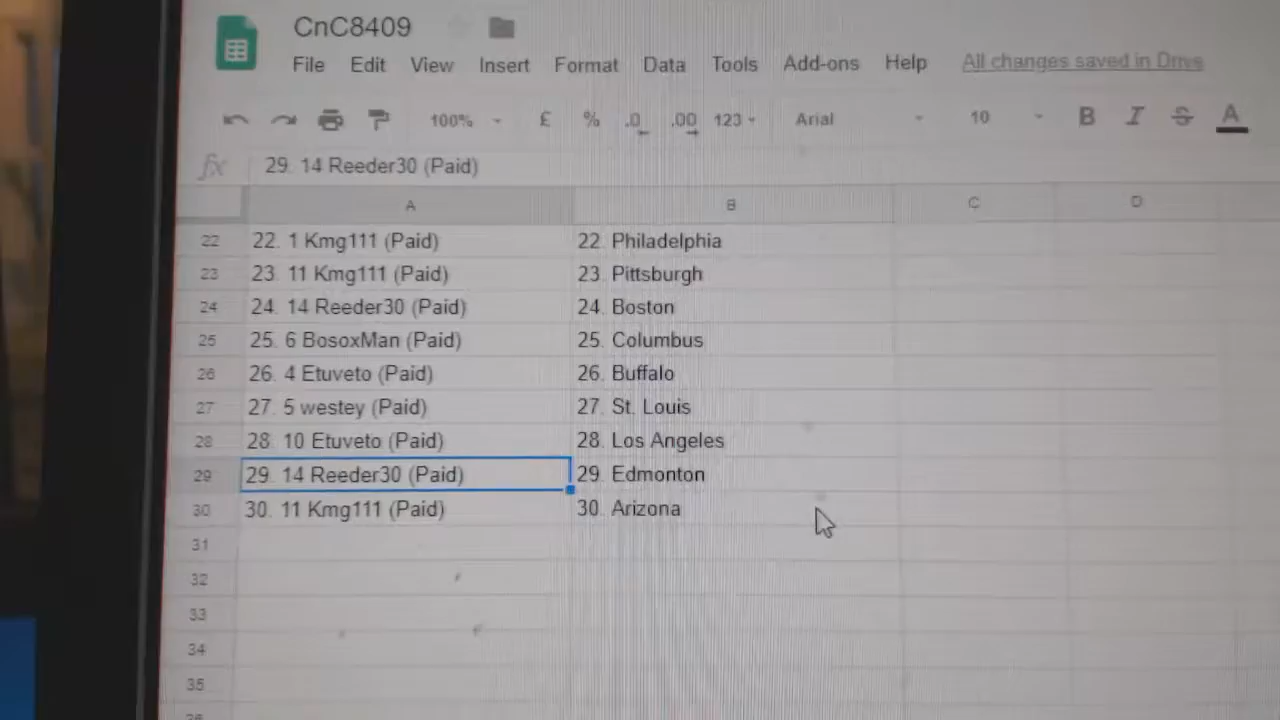 CnC8409
File Edit View Insert Format Data Tools Add-ons Help All changes saved in Drive
100% £ % .0 .00 123 Arial 10 B I S A
fx 29. 14 Reeder30 (Paid)
A B C D
22 22. 1 Kmg111 (Paid) 22. Philadelphia
23 23. 11 Kmg111 (Paid) 23. Pittsburgh
24 24. 14 Reeder30 (Paid) 24. Boston
25 25. 6 BosoxMan (Paid) 25. Columbus
26 26. 4 Etuveto (Paid) 26. Buffalo
27 27. 5 westey (Paid) 27. St. Louis
28 28. 10 Etuveto (Paid) 28. Los Angeles
29 29. 14 Reeder30 (Paid) 29. Edmonton
30 30. 11 Kmg111 (Paid) 30. Arizona
31
32
33
34
35